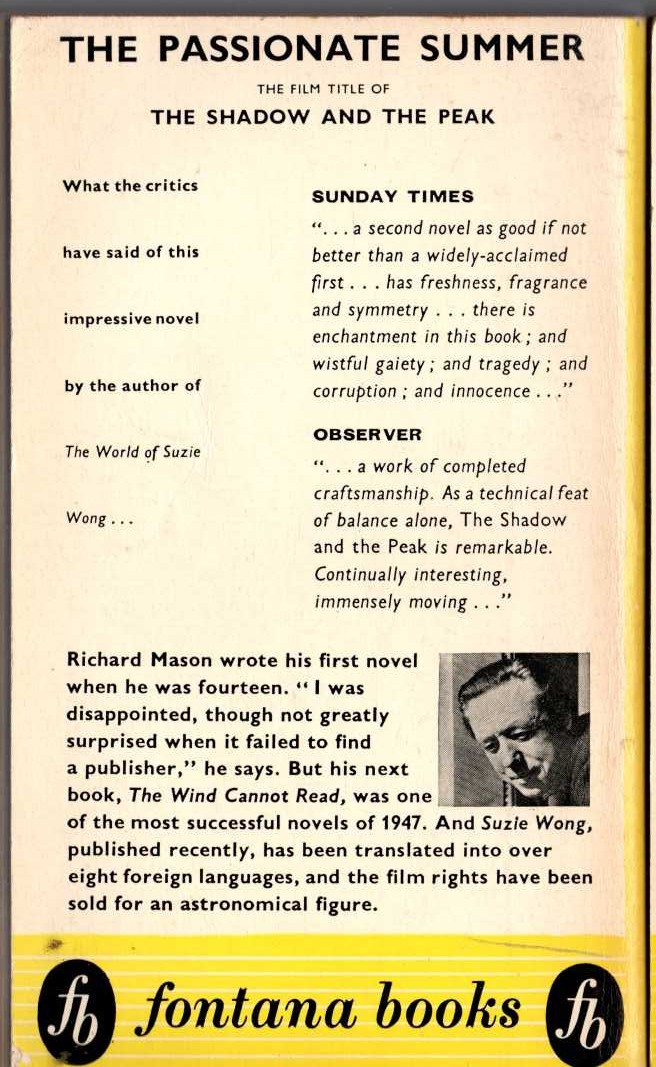 THE PASSIONATE SUMMER
THE FILM TITLE OF
THE SHADOW AND THE PEAK
What the critics
have said of this
impressive novel
by the author of
The World of Suzie
Wong . . .
SUNDAY TIMES
“. . . a second novel as good if not
better than a widely-acclaimed
first . . . has freshness, fragrance
and symmetry . . . there is
enchantment in this book ; and
wistful gaiety ; and tragedy ; and
corruption ; and innocence . . .”
OBSERVER
“. . . a work of completed
craftsmanship. As a technical feat
of balance alone, The Shadow
and the Peak is remarkable.
Continually interesting,
immensely moving . . .”
Richard Mason wrote his first novel
when he was fourteen. “ I was
disappointed, though not greatly
surprised when it failed to find
a publisher,” he says. But his next
book, The Wind Cannot Read, was one
of the most successful novels of 1947. And Suzie Wong,
published recently, has been translated into over
eight foreign languages, and the film rights have been
sold for an astronomical figure.
fb fontana books fb